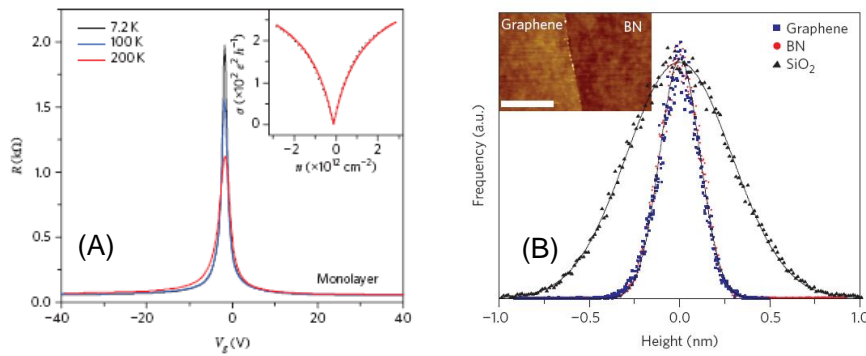 7.2 K
100 K
200 K
R (kΩ)
2.0
1.5
1.0
0.5
0.0
−40
−20
0
20
40
V_g (V)
(A)
Monolayer
σ (×10² e² h⁻¹)
2
1
0
−2
0
2
n (×10¹² cm⁻²)
Graphene
BN
Graphene
BN
SiO₂
Frequency (a.u.)
(B)
−1.0
−0.5
0.0
0.5
1.0
Height (nm)